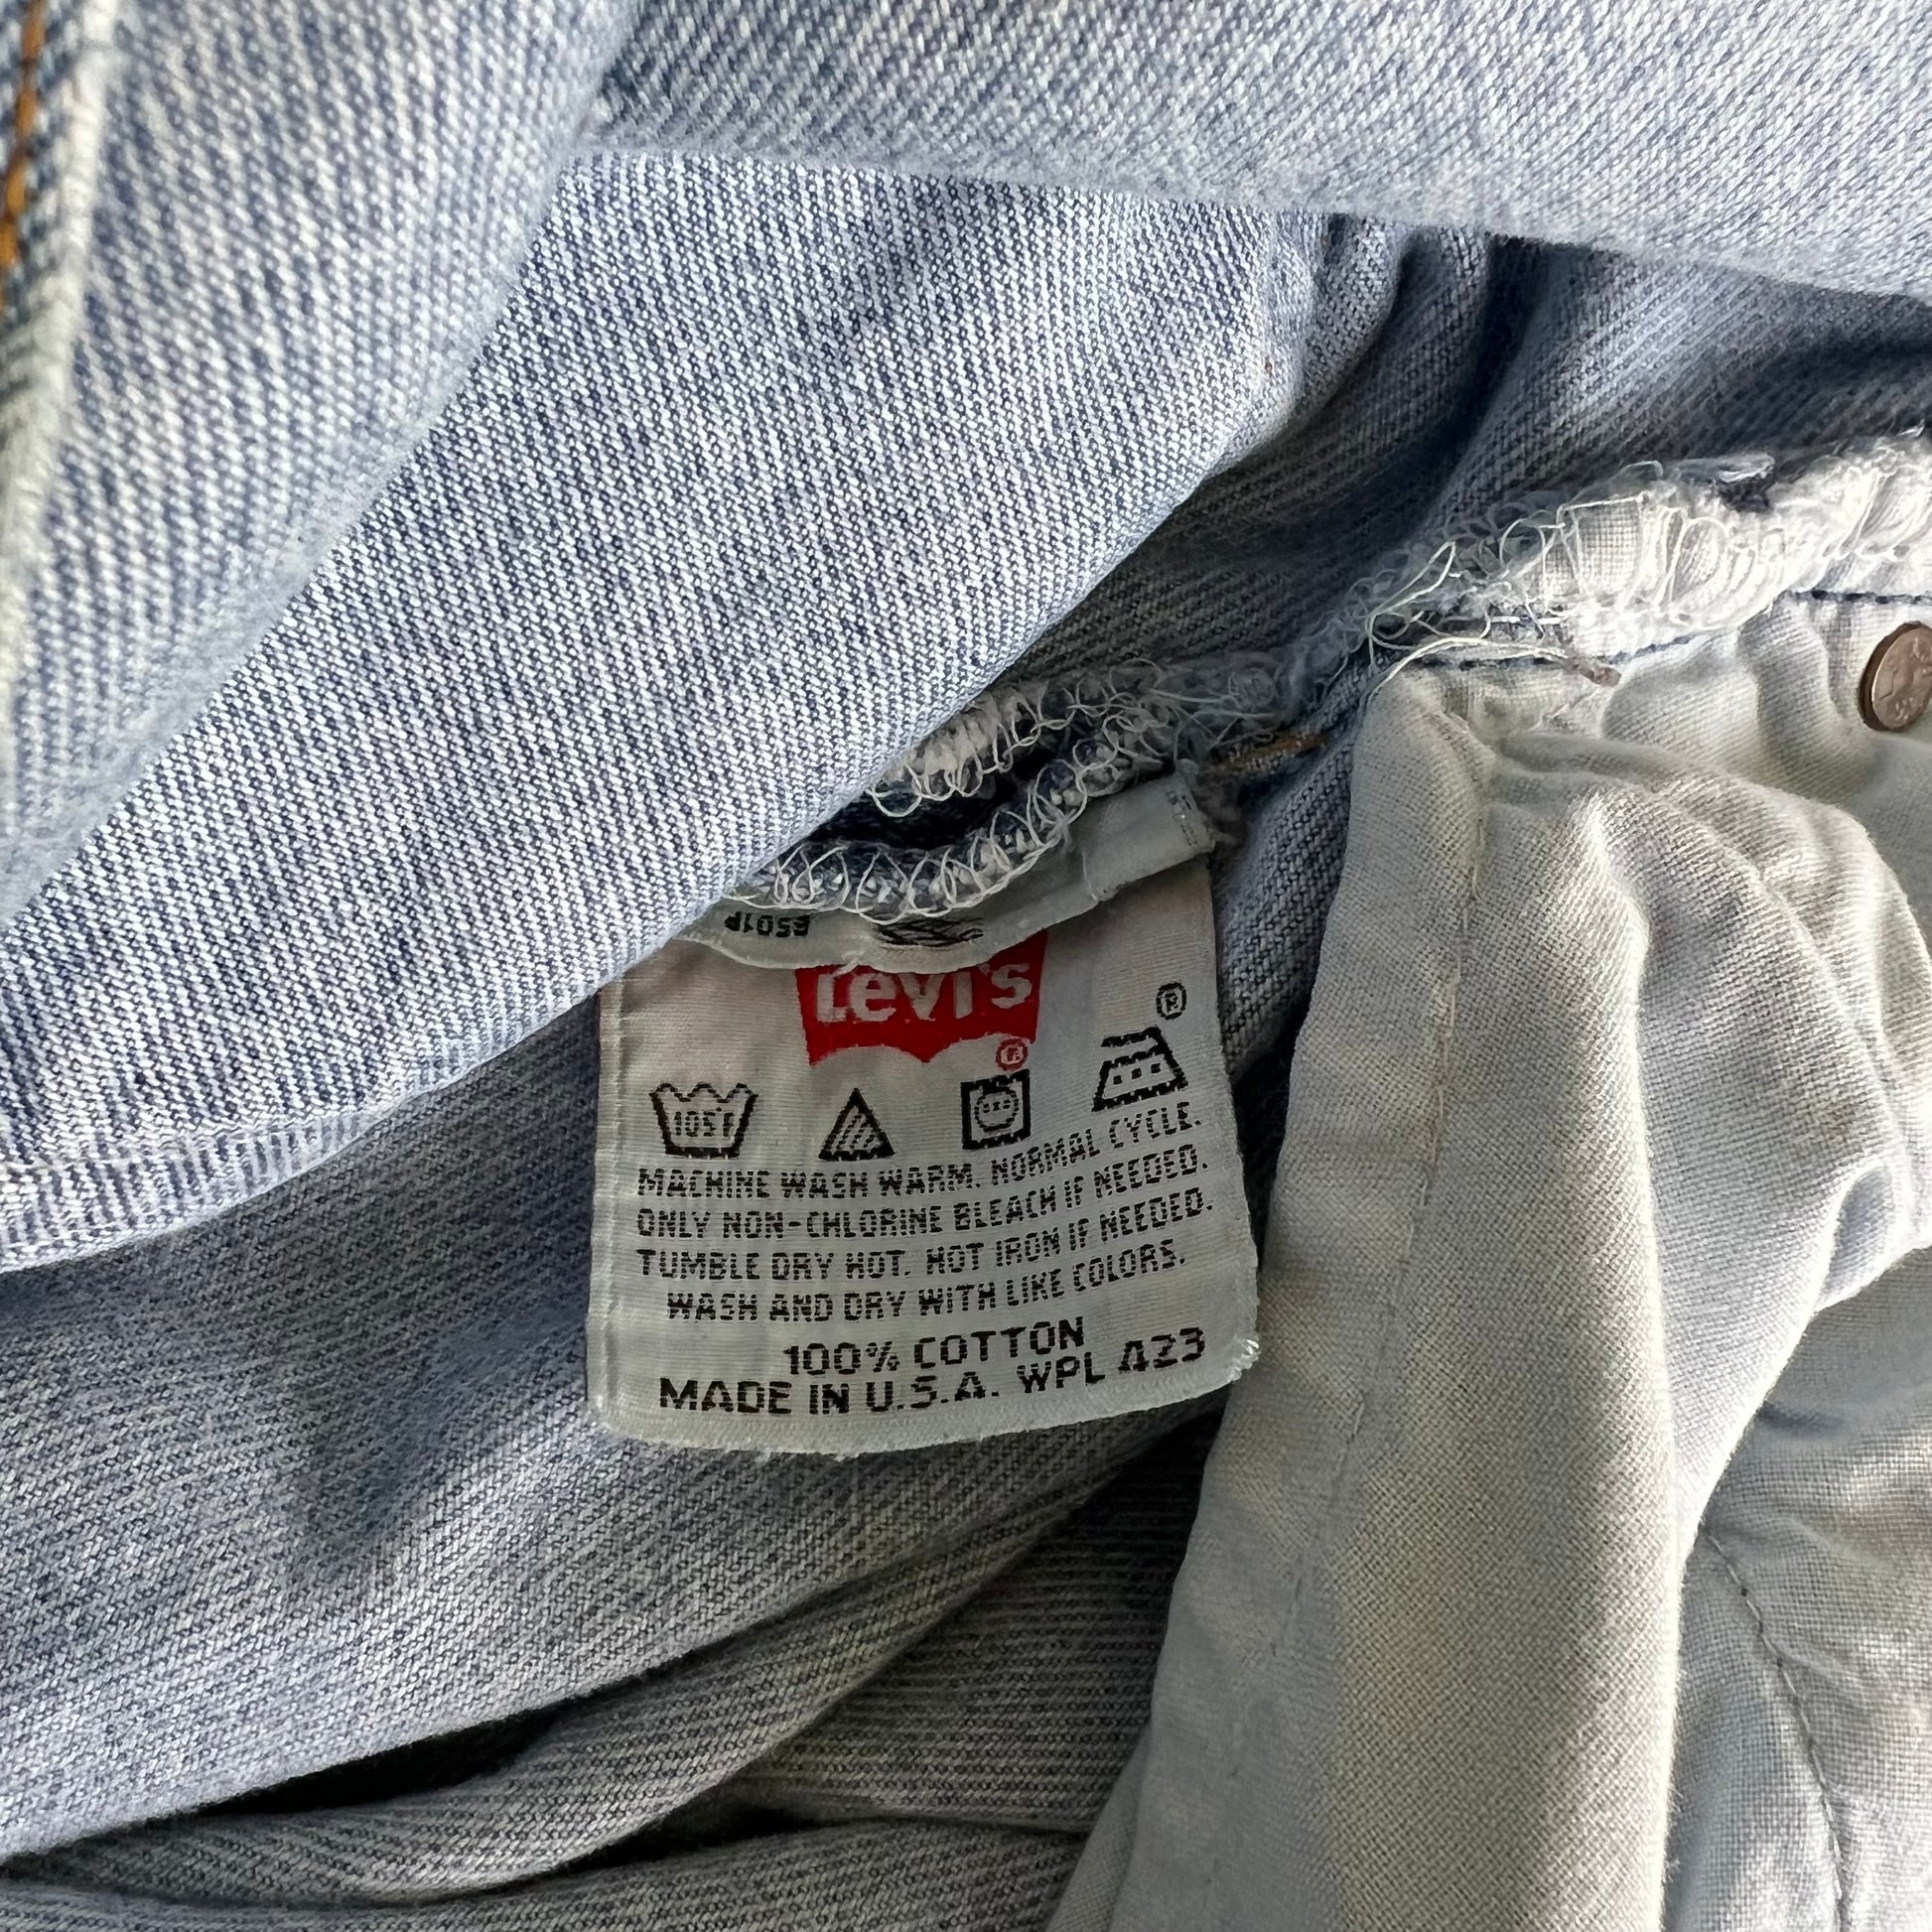 Levi's
®
®
105°F
MACHINE WASH WARM. NORMAL CYCLE.
ONLY NON-CHLORINE BLEACH IF NEEDED.
TUMBLE DRY HOT. HOT IRON IF NEEDED.
WASH AND DRY WITH LIKE COLORS.
100% COTTON
MADE IN U.S.A. WPL 423